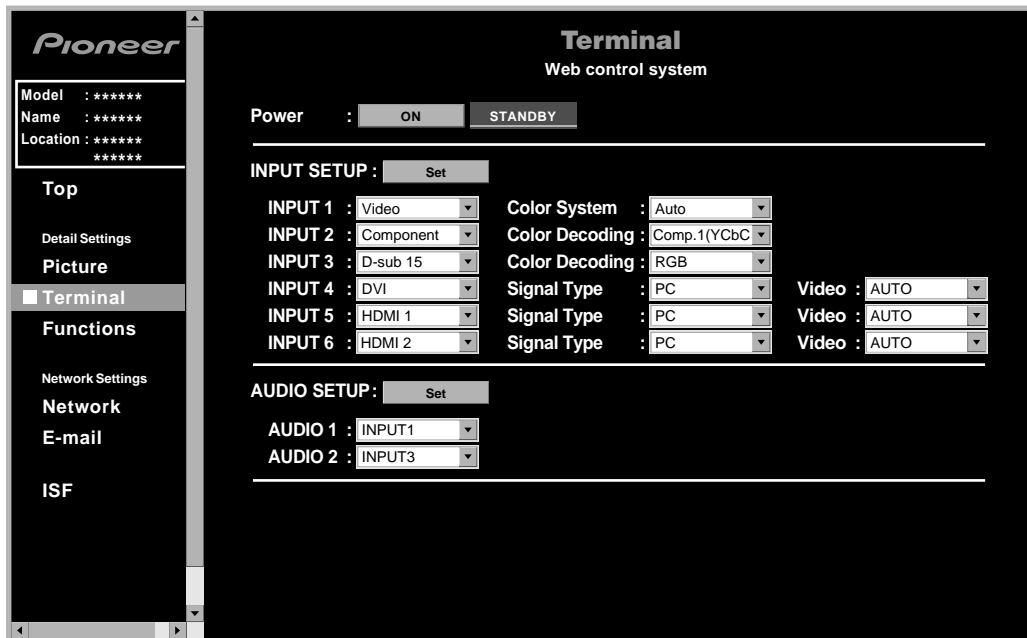 Pioneer
Model : ******
Name : ******
Location : ******
******
Top
Detail Settings
Picture
Terminal
Functions
Network Settings
Network
E-mail
ISF
Terminal
Web control system
Power : ON STANDBY
INPUT SETUP : Set
INPUT 1 : Video Color System : Auto
INPUT 2 : Component Color Decoding : Comp.1(YCbC
INPUT 3 : D-sub 15 Color Decoding : RGB
INPUT 4 : DVI Signal Type : PC Video : AUTO
INPUT 5 : HDMI 1 Signal Type : PC Video : AUTO
INPUT 6 : HDMI 2 Signal Type : PC Video : AUTO
AUDIO SETUP : Set
AUDIO 1 : INPUT1
AUDIO 2 : INPUT3